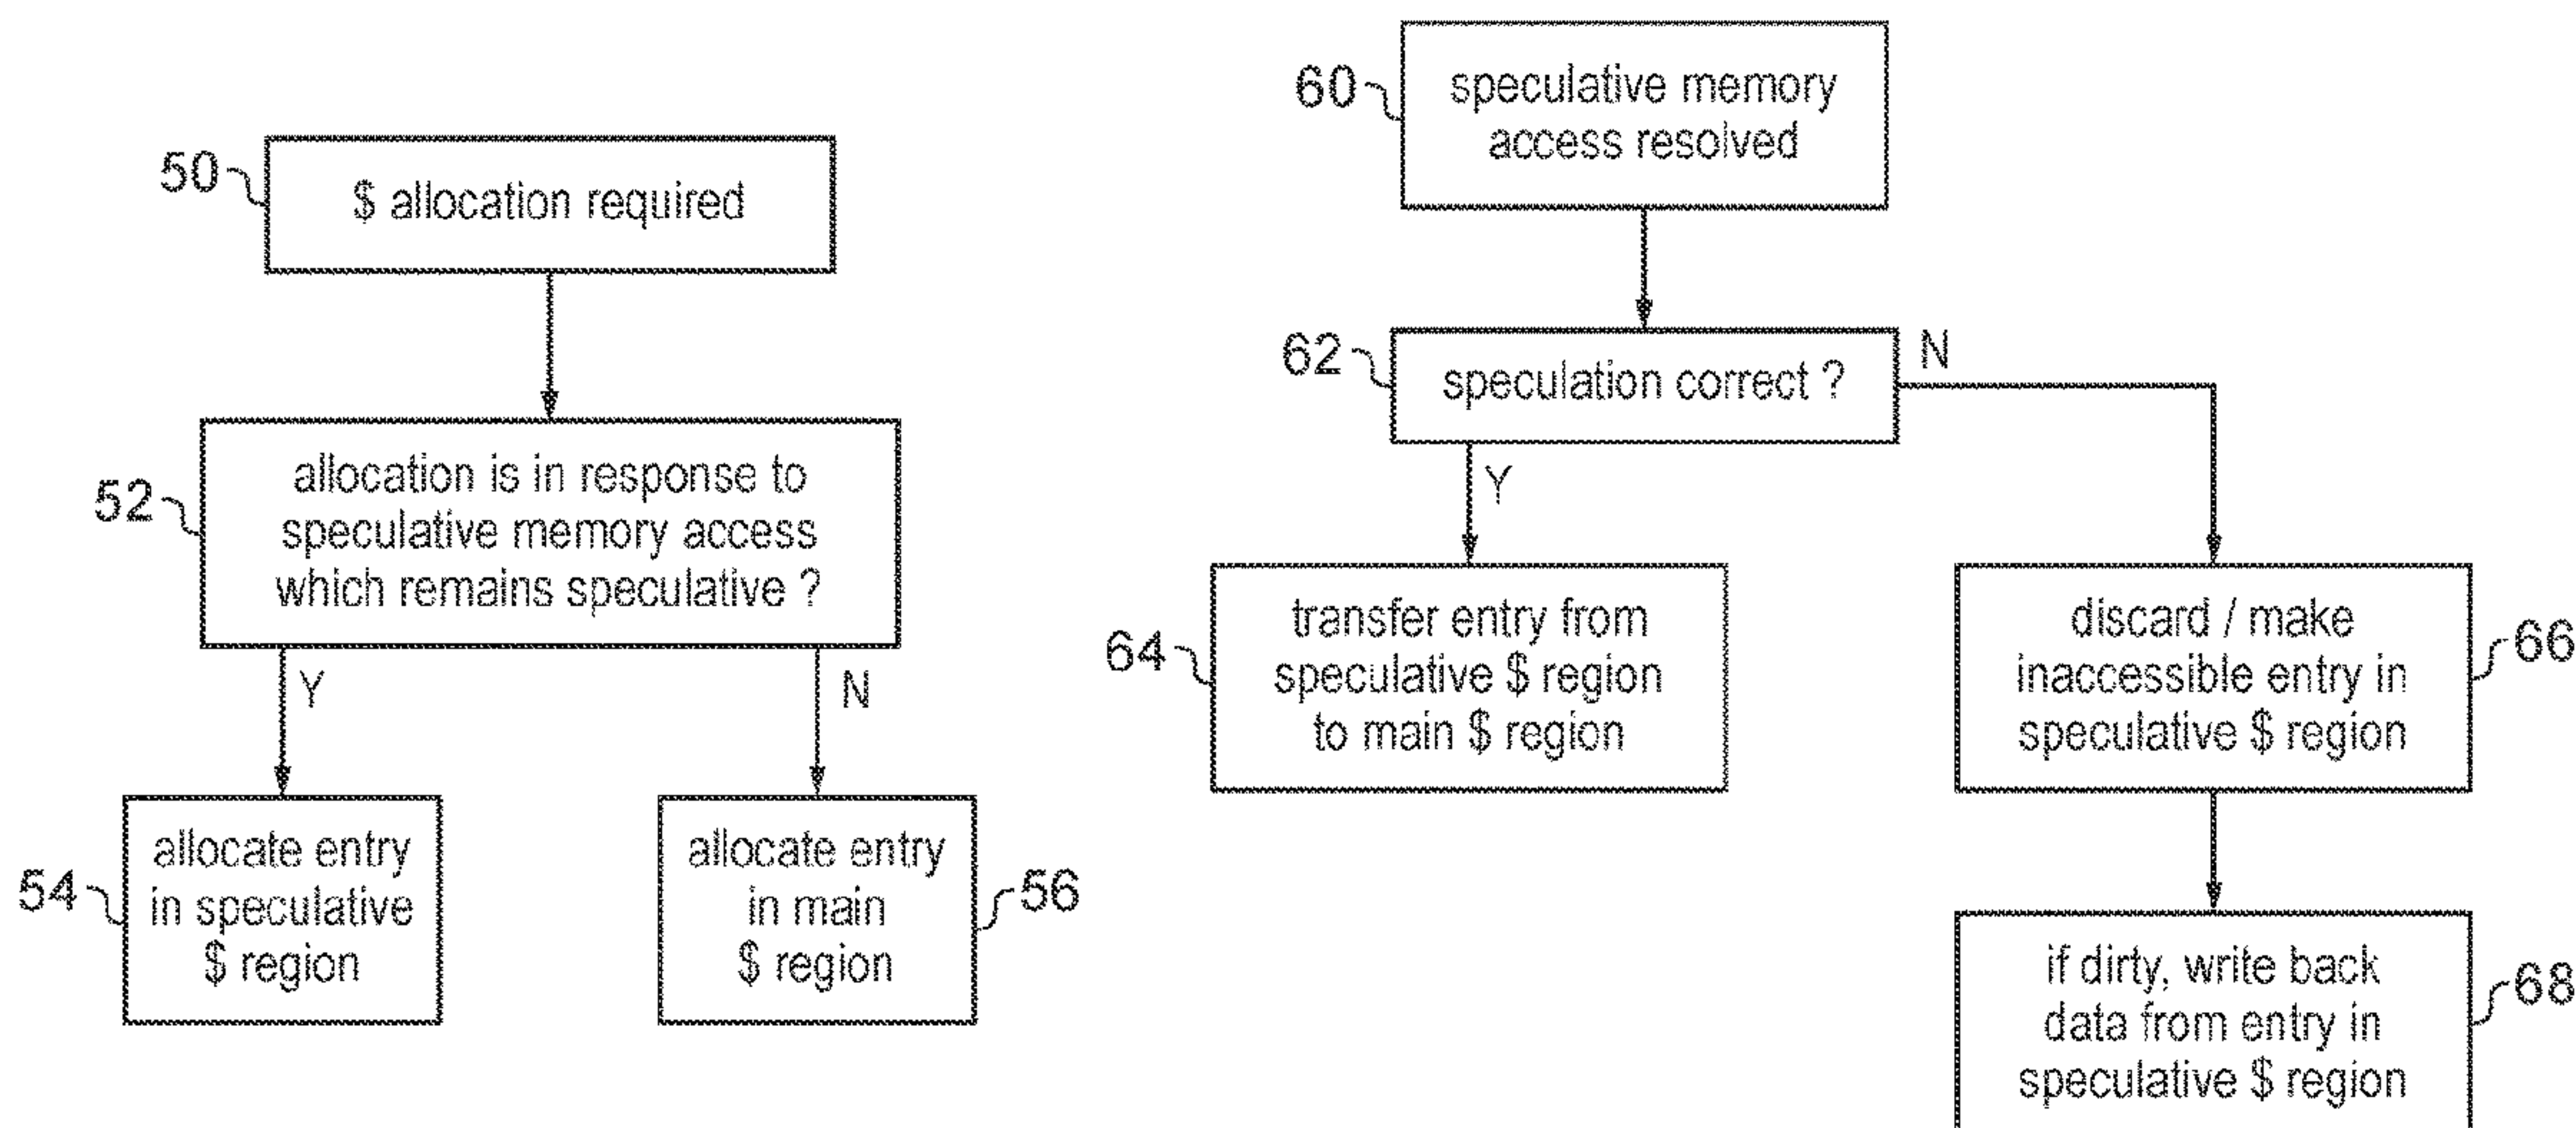 50
$ allocation required
52
allocation is in response to
speculative memory access
which remains speculative ?
Y
N
54
allocate entry
in speculative
$ region
allocate entry
in main
$ region
56
60
speculative memory
access resolved
62
speculation correct ?
N
Y
64
transfer entry from
speculative $ region
to main $ region
discard / make
inaccessible entry in
speculative $ region
66
if dirty, write back
data from entry in
speculative $ region
68